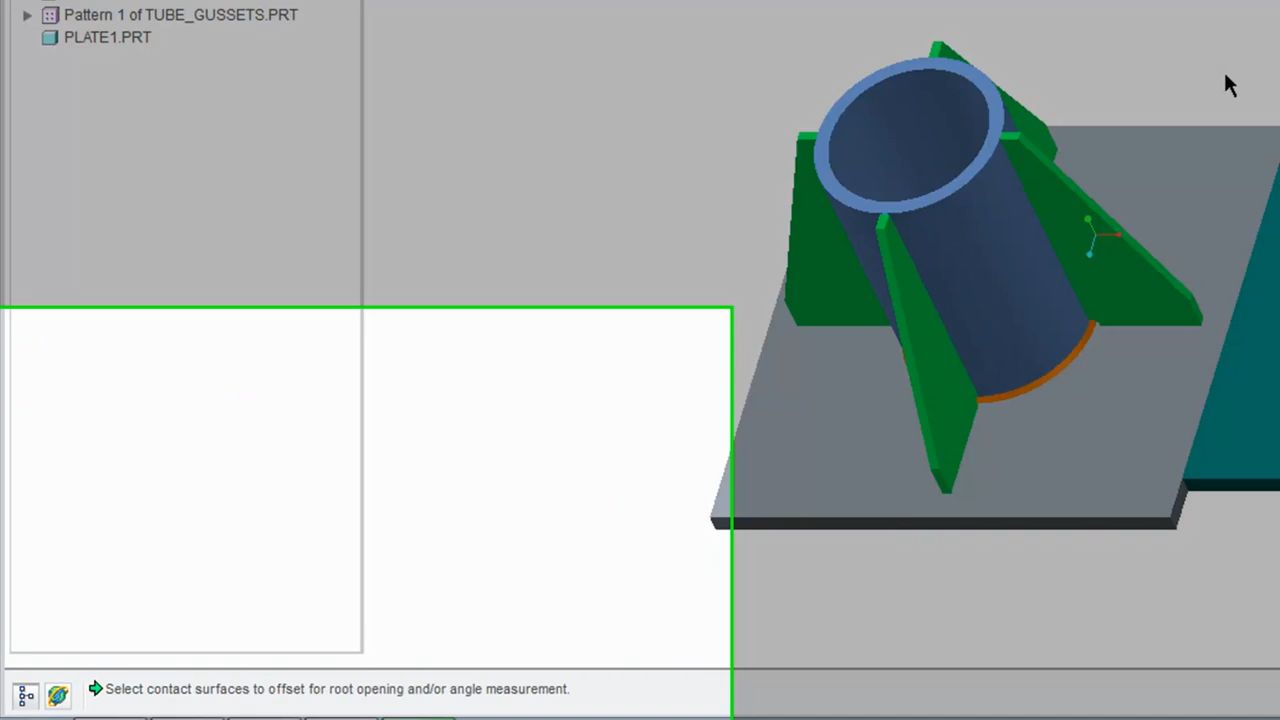 Pattern 1 of TUBE_GUSSETS.PRT
PLATE1.PRT
Select contact surfaces to offset for root opening and/or angle measurement.